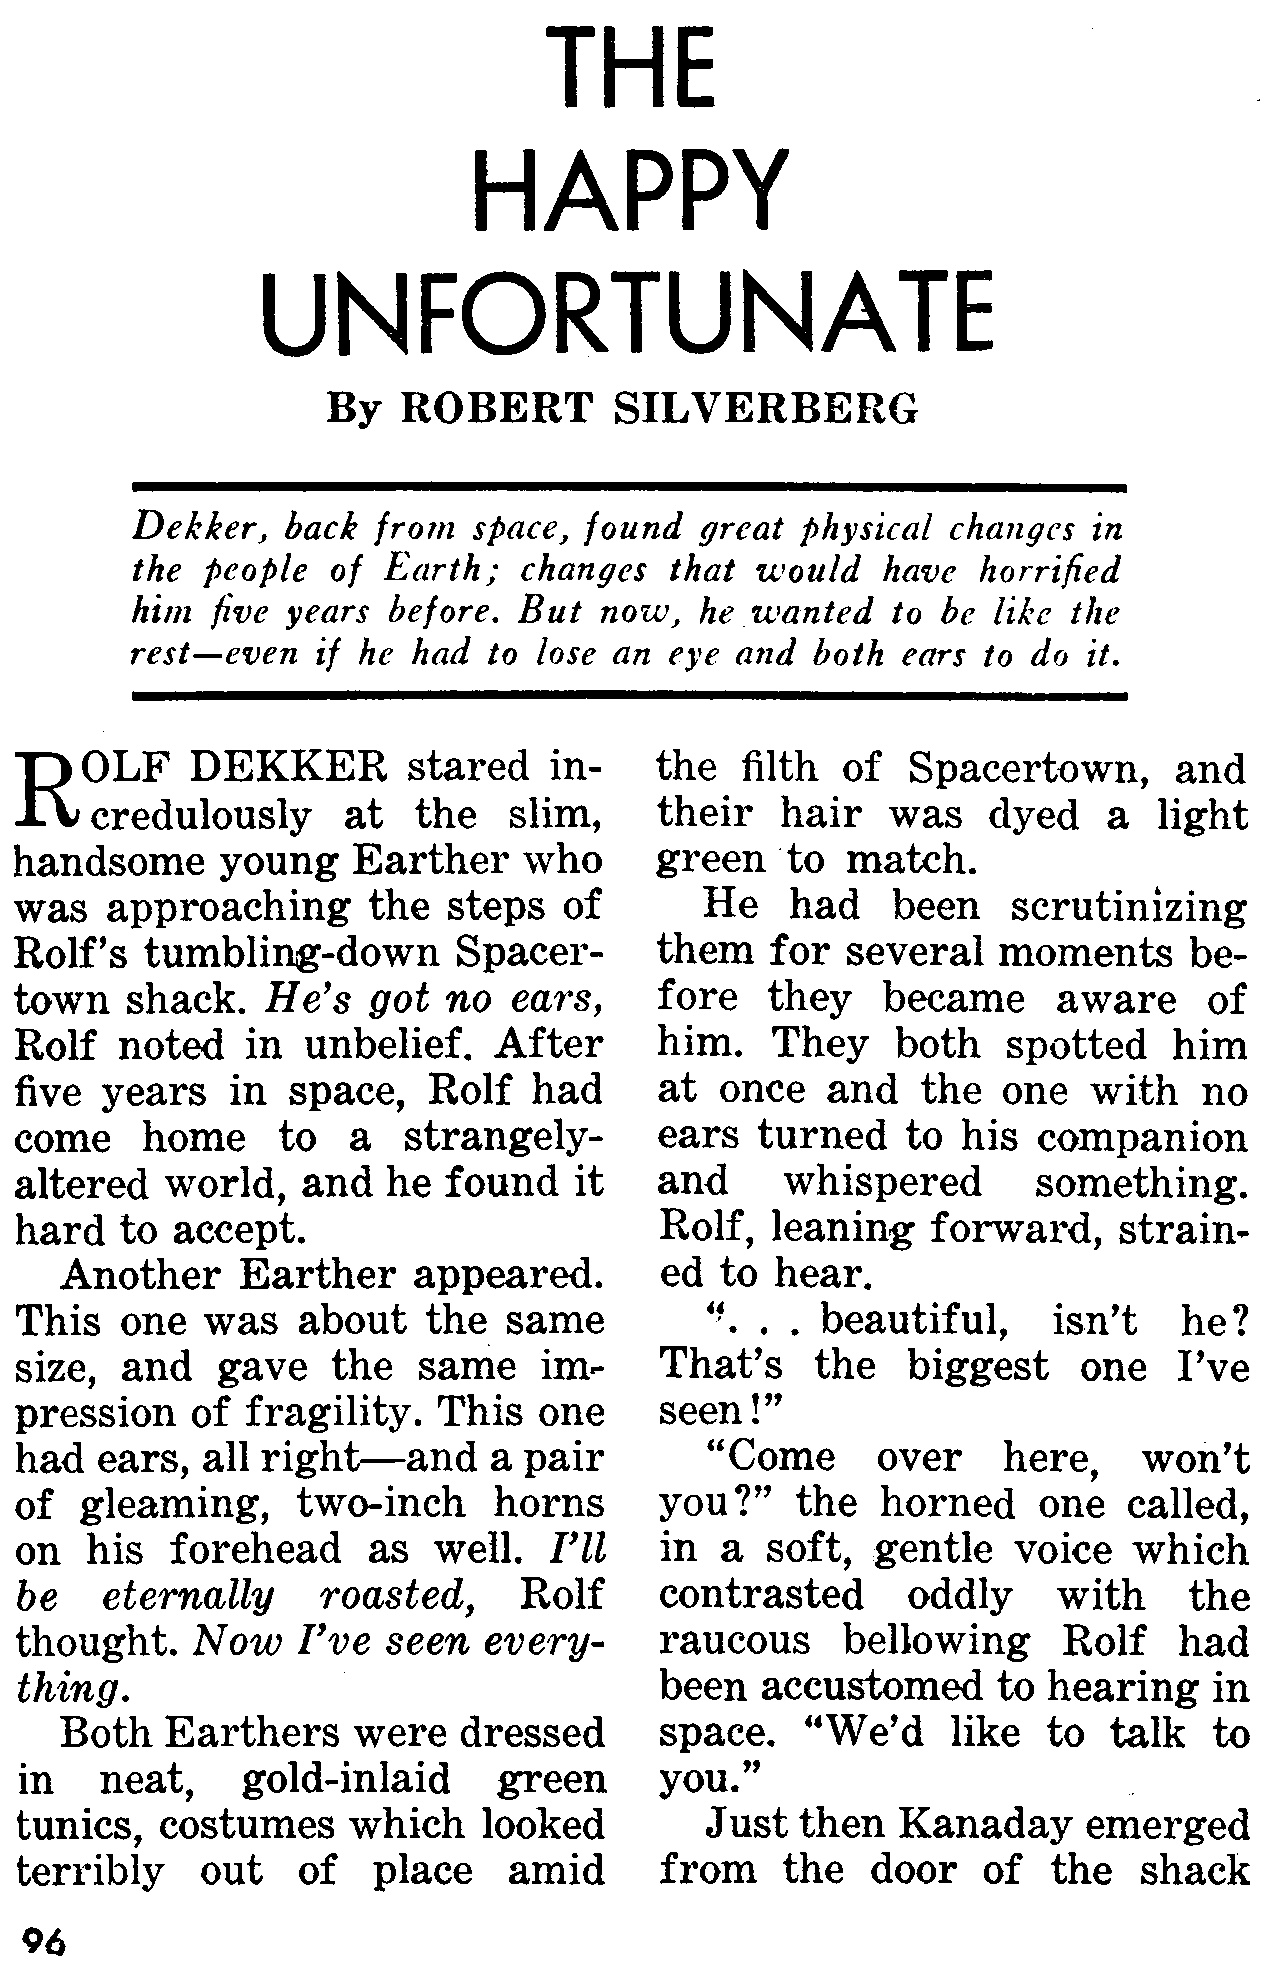 THE
HAPPY
UNFORTUNATE
By ROBERT SILVERBERG
Dekker, back from space, found great physical changes in
the people of Earth; changes that would have horrified
him five years before. But now, he wanted to be like the
rest—even if he had to lose an eye and both ears to do it.
ROLF DEKKER stared in-
credulously at the slim,
handsome young Earther who
was approaching the steps of
Rolf's tumbling-down Spacer-
town shack. He's got no ears,
Rolf noted in unbelief. After
five years in space, Rolf had
come home to a strangely-
altered world, and he found it
hard to accept.
Another Earther appeared.
This one was about the same
size, and gave the same im-
pression of fragility. This one
had ears, all right—and a pair
of gleaming, two-inch horns
on his forehead as well. I'll
be eternally roasted, Rolf
thought. Now I've seen every-
thing.
Both Earthers were dressed
in neat, gold-inlaid green
tunics, costumes which looked
terribly out of place amid
the filth of Spacertown, and
their hair was dyed a light
green to match.
He had been scrutinizing
them for several moments be-
fore they became aware of
him. They both spotted him
at once and the one with no
ears turned to his companion
and whispered something.
Rolf, leaning forward, strain-
ed to hear.
". . . beautiful, isn't he?
That's the biggest one I've
seen!"
"Come over here, won't
you?" the horned one called,
in a soft, gentle voice which
contrasted oddly with the
raucous bellowing Rolf had
been accustomed to hearing in
space. "We'd like to talk to
you."
Just then Kanaday emerged
from the door of the shack
96